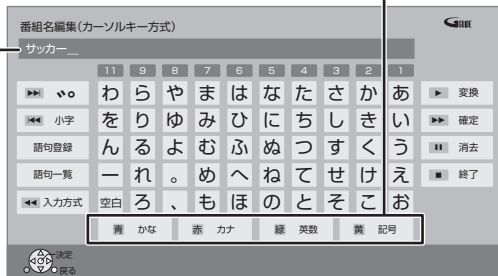 番組名編集(カーソルキー方式)
GGUIDE
サッカー__
11 9 8 7 6 5 4 3 2 1
▶▶| 〝゜ わ ら や ま は な た さ か あ ▶ 変換
|◀◀ 小字 を り ゆ み ひ に ち し き い ▶▶ 確定
語句登録 ん る よ む ふ ぬ つ す く う ❚❚ 消去
語句一覧 ー れ 。 め へ ね て せ け え ■ 終了
◀◀ 入力方式 空白 ろ 、 も ほ の と そ こ お
青 かな 赤 カナ 緑 英数 黄 記号
決定
戻る